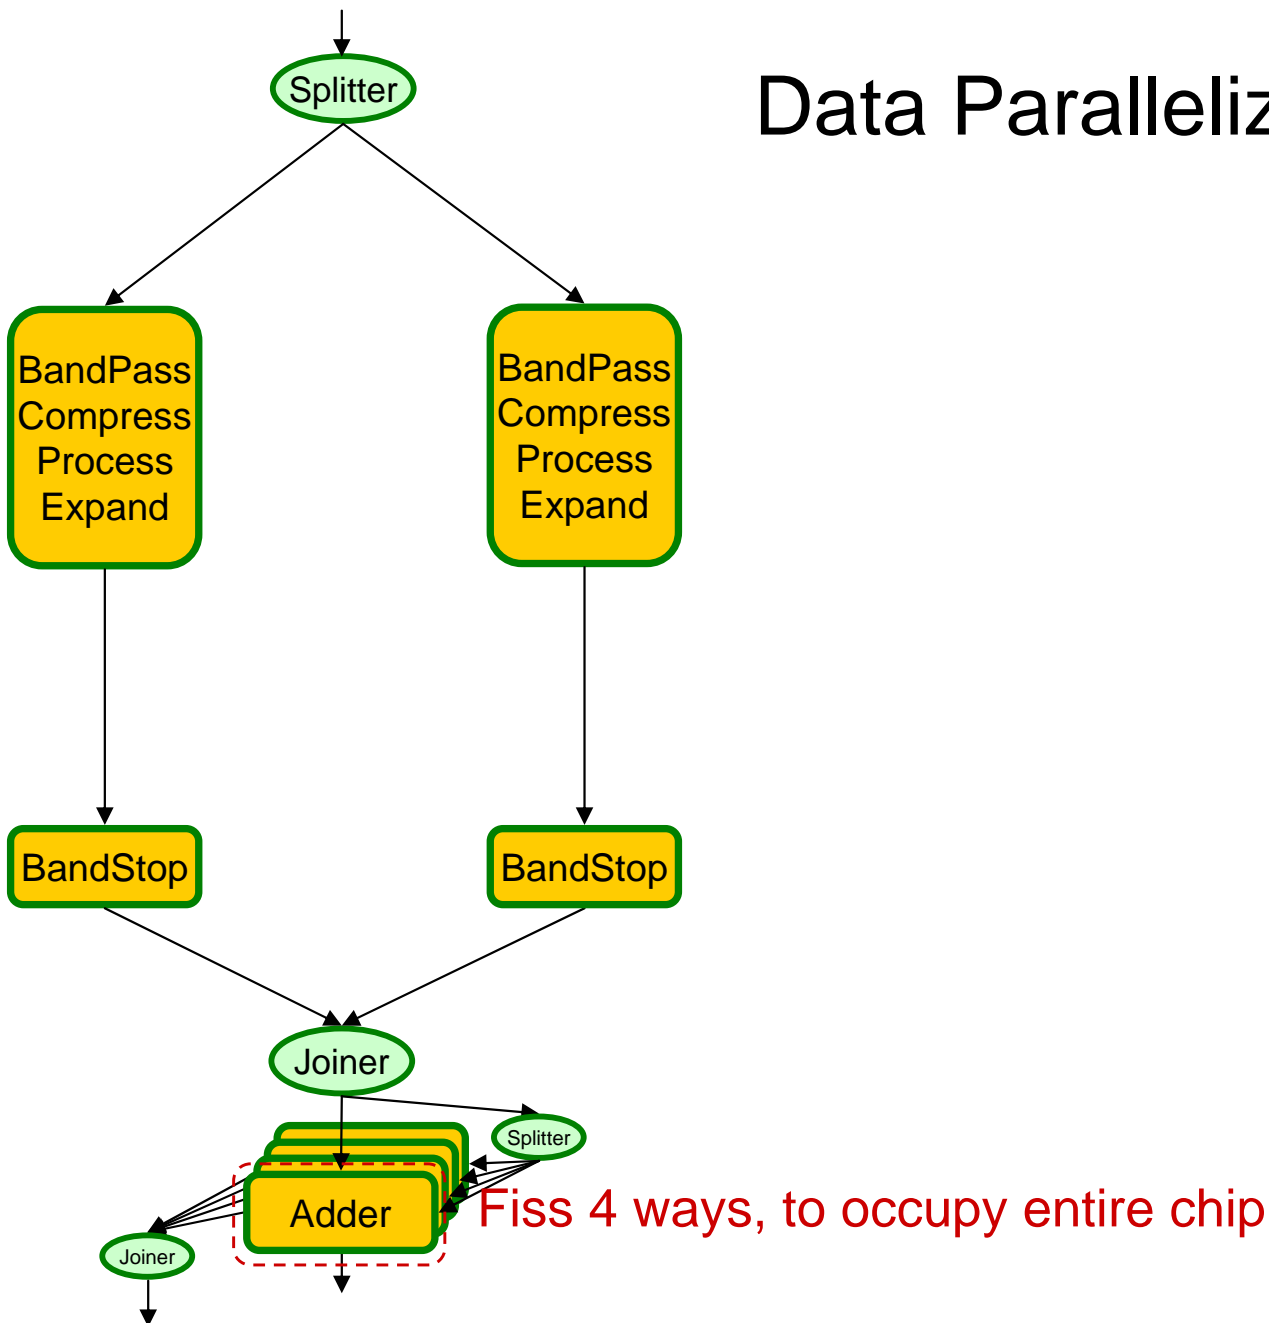 Splitter
Data Paralleliz
BandPass
Compress
Process
Expand
BandPass
Compress
Process
Expand
BandStop
BandStop
Joiner
Splitter
Adder
Fiss 4 ways, to occupy entire chip
Joiner